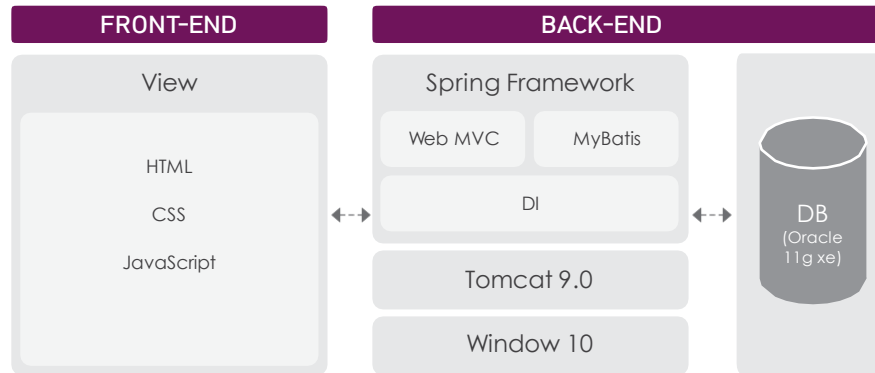 FRONT-END
BACK-END
View
HTML
CSS
JavaScript
Spring Framework
Web MVC
MyBatis
DI
Tomcat 9.0
Window 10
DB
(Oracle
11g xe)